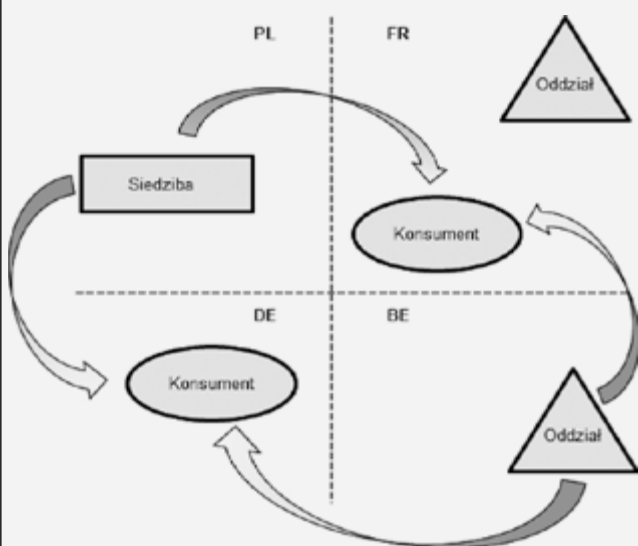 PL
FR
Oddział
Siedziba
Konsument
DE
BE
Konsument
Oddział